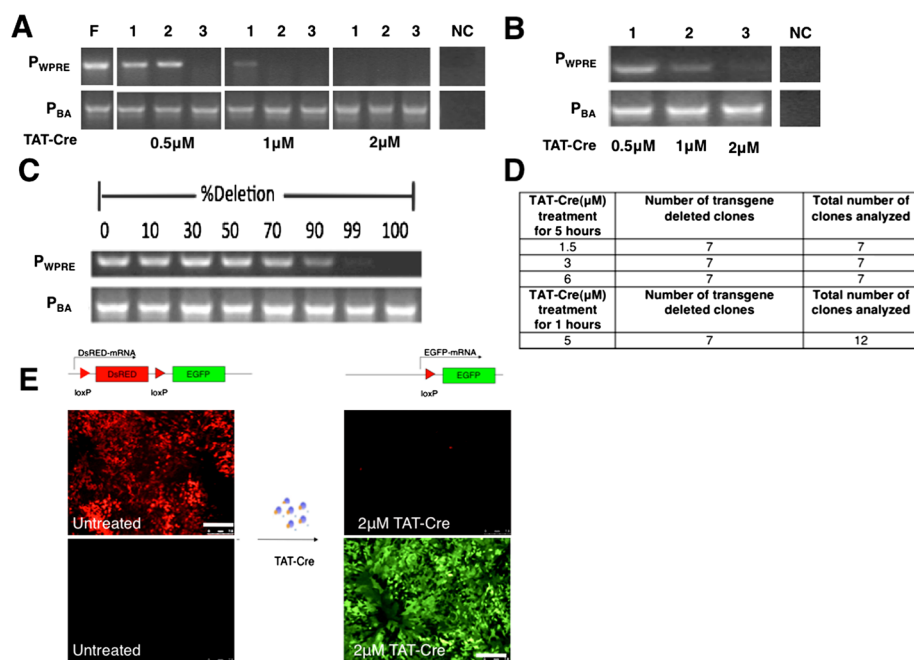 A
F 1 2 3 1 2 3 1 2 3 NC
PWPRE
PBA
TAT-Cre 0.5µM 1µM 2µM
B
1 2 3 NC
PWPRE
PBA
TAT-Cre 0.5µM 1µM 2µM
C
%Deletion
0 10 30 50 70 90 99 100
PWPRE
PBA
D
TAT-Cre(µM) treatment for 5 hours | Number of transgene deleted clones | Total number of clones analyzed
1.5 7 7
3 7 7
6 7 7
TAT-Cre(µM) treatment for 1 hours | Number of transgene deleted clones | Total number of clones analyzed
5 7 12
E
DsRED-mRNA
DsRED EGFP
loxP loxP
EGFP-mRNA
EGFP
loxP
Untreated
2µM TAT-Cre
TAT-Cre
Untreated
2µM TAT-Cre